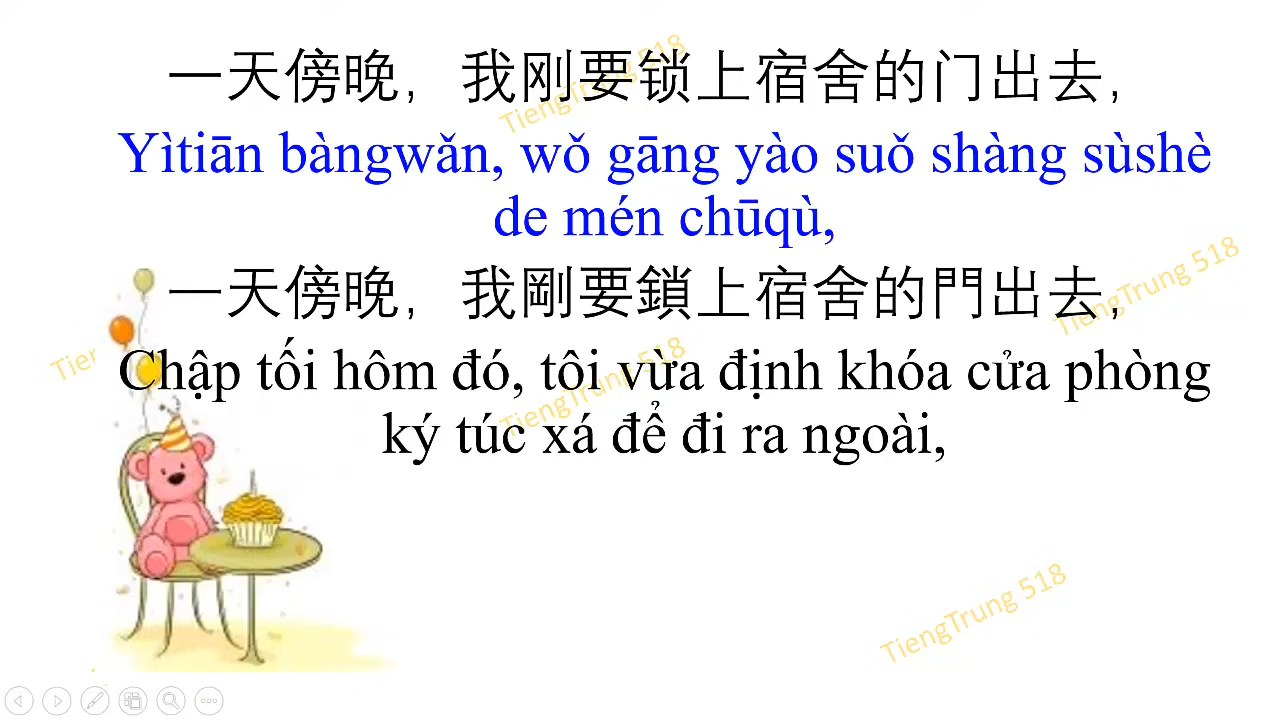 一天傍晚，我刚要锁上宿舍的门出去，
Yìtiān bàngwǎn, wǒ gāng yào suǒ shàng sùshè
de mén chūqù,
一天傍晚，我剛要鎖上宿舍的門出去，
Chập tối hôm đó, tôi vừa định khóa cửa phòng
ký túc xá để đi ra ngoài,
TiengTrung 518
TiengTrung 518
Tier
TiengTrung 518
TiengTrung 518